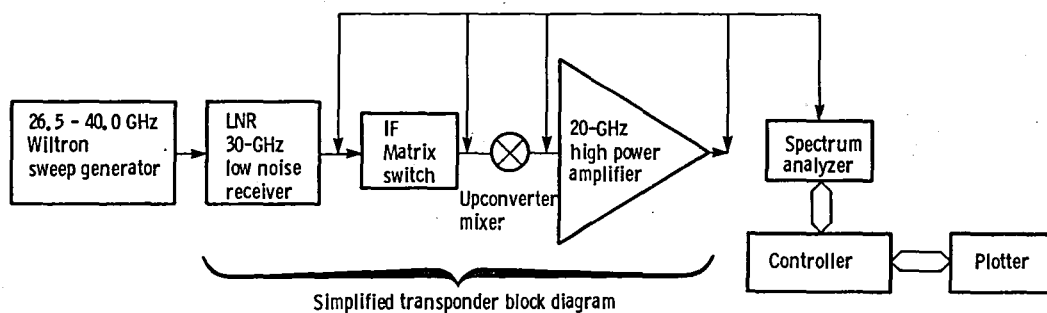 26.5 - 40.0 GHz
Wiltron
sweep generator
LNR
30-GHz
low noise
receiver
IF
Matrix
switch
Upconverter
mixer
20-GHz
high power
amplifier
Spectrum
analyzer
Controller
Plotter
Simplified transponder block diagram